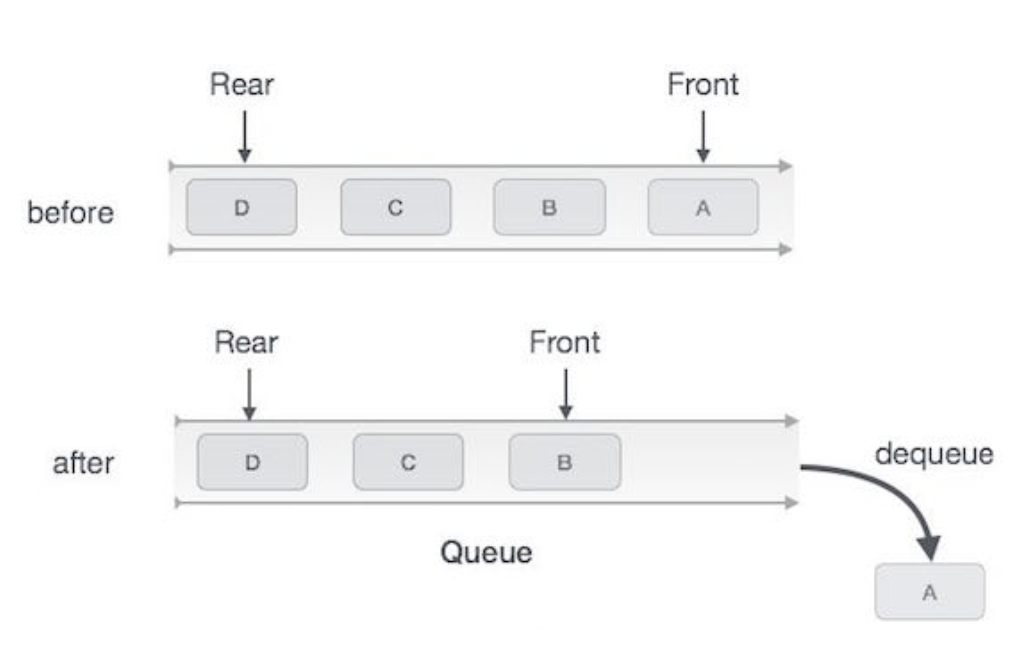 Rear Front
before D C B A
Rear Front
after D C B
dequeue
Queue
A